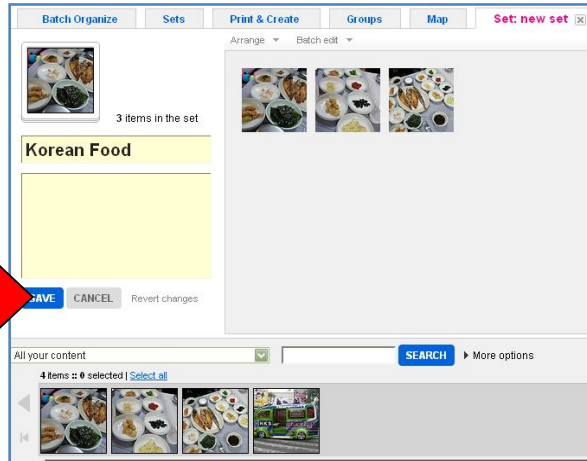 Batch Organize Sets Print & Create Groups Map Set: new set
Arrange Batch edit
3 items in the set
Korean Food
SAVE CANCEL Revert changes
All your content SEARCH More options
4 items :: 0 selected | Select all